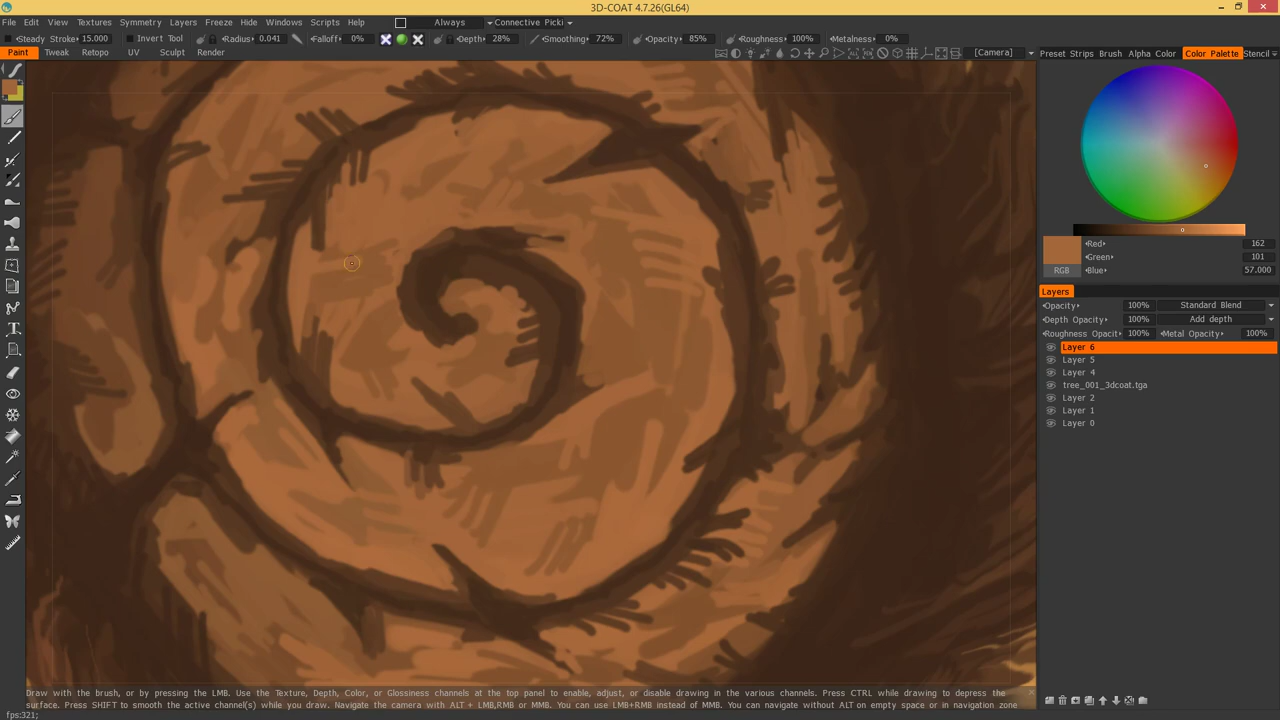 3D-COAT 4.7.26(GL64)
File Edit View Textures Symmetry Layers Freeze Hide Windows Scripts Help Always Connective Picki
Steady Stroke 15.000 Invert Tool Radius 0.041 Falloff 0% Depth 28% Smoothing 72% Opacity 85% Roughness 100% Metalness 0%
Paint Tweak Retopo UV Sculpt Render [Camera] Preset Strips Brush Alpha Color Color Palette Stencil
Red: 162
Green: 101
RGB Blue: 57.000
Layers
Opacity: 100% Standard Blend
Depth Opacity: 100% Add depth
Roughness Opacit 100% Metal Opacity: 100%
Layer 6
Layer 5
Layer 4
tree_001_3dcoat.tga
Layer 2
Layer 1
Layer 0
Draw with the brush, or by pressing the LMB. Use the Texture, Depth, Color, or Glossiness channels at the top panel to enable, adjust, or disable drawing in the various channels. Press CTRL while drawing to depress the
surface. Press SHIFT to smooth the active channel(s) while you draw. Navigate the camera with ALT + LMB,RMB or MMB. You can use LMB+RMB instead of MMB. You can navigate without ALT on empty space or in navigation zone
fps:321;